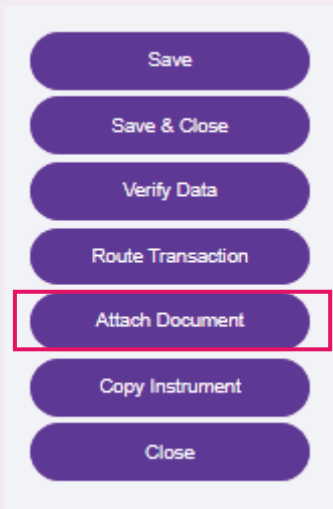 Save
Save & Close
Verify Data
Route Transaction
Attach Document
Copy Instrument
Close